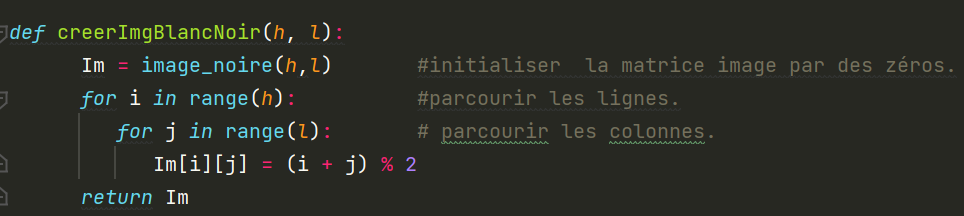 def creerImgBlancNoir(h, l):
Im = image_noire(h,l) #initialiser la matrice image par des zéros.
for i in range(h): #parcourir les lignes.
for j in range(l): # parcourir les colonnes.
Im[i][j] = (i + j) % 2
return Im